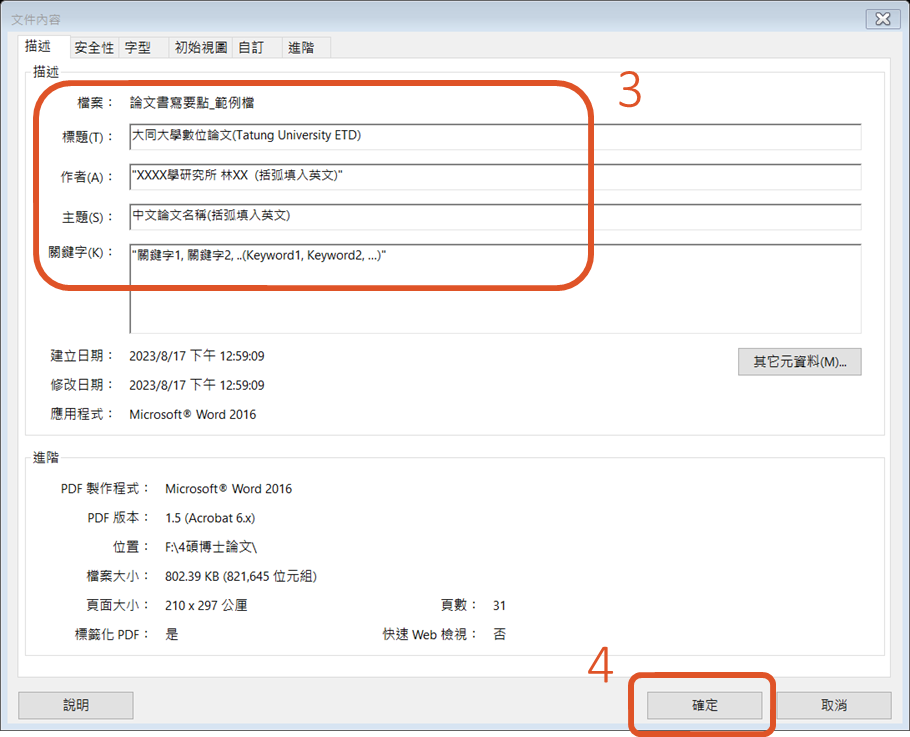 文件內容
描述 安全性 字型 初始視圖 自訂 進階
描述
3
檔案： 論文書寫要點_範例檔
標題(T)： 大同大學數位論文(Tatung University ETD)
作者(A)： "XXXX學研究所 林XX (括弧填入英文)"
主題(S)： 中文論文名稱(括弧填入英文)
關鍵字(K)： "關鍵字1, 關鍵字2, ..(Keyword1, Keyword2, ...)"
建立日期： 2023/8/17 下午 12:59:09
其它元資料(M)...
修改日期： 2023/8/17 下午 12:59:09
應用程式： Microsoft® Word 2016
進階
PDF 製作程式： Microsoft® Word 2016
PDF 版本： 1.5 (Acrobat 6.x)
位置： F:\4碩博士論文\
檔案大小： 802.39 KB (821,645 位元組)
頁面大小： 210 x 297 公厘 頁數： 31
標籤化 PDF： 是 快速 Web 檢視： 否
4
說明 確定 取消